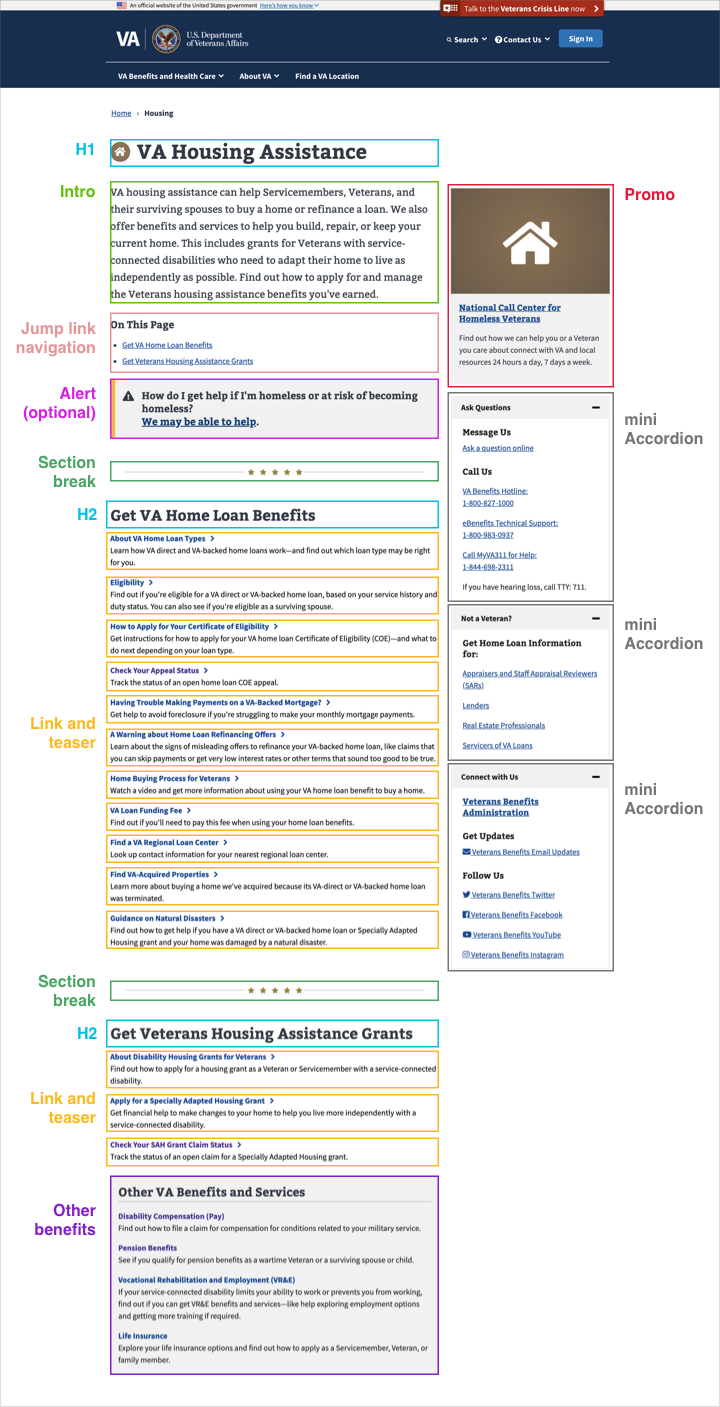 An official website of the United States government Here's how you know
Talk to the Veterans Crisis Line now
VA
U.S. Department
of Veterans Affairs
Search
Contact Us
Sign In
VA Benefits and Health Care
About VA
Find a VA Location
Home › Housing
H1
VA Housing Assistance
Intro
VA housing assistance can help Servicemembers, Veterans, and
their surviving spouses to buy a home or refinance a loan. We also
offer benefits and services to help you build, repair, or keep your
current home. This includes grants for Veterans with service-
connected disabilities who need to adapt their home to live as
independently as possible. Find out how to apply for and manage
the Veterans housing assistance benefits you've earned.
Jump link
navigation
On This Page
• Get VA Home Loan Benefits
• Get Veterans Housing Assistance Grants
Alert
(optional)
How do I get help if I'm homeless or at risk of becoming
homeless?
We may be able to help.
Section
break
H2
Get VA Home Loan Benefits
Link and
teaser
About VA Home Loan Types
Learn how VA direct and VA-backed home loans work—and find out which loan type may be right
for you.
Eligibility
Find out if you're eligible for a VA direct or VA-backed home loan, based on your service history and
duty status. You can also see if you're eligible as a surviving spouse.
How to Apply for Your Certificate of Eligibility
Get instructions for how to apply for your VA home loan Certificate of Eligibility (COE)—and what to
do next depending on your loan type.
Check Your Appeal Status
Track the status of an open home loan COE appeal.
Having Trouble Making Payments on a VA-Backed Mortgage?
Get help to avoid foreclosure if you're struggling to make your monthly mortgage payments.
A Warning about Home Loan Refinancing Offers
Learn about the signs of misleading offers to refinance your VA-backed home loan, like claims that
you can skip payments or get very low interest rates or other terms that sound too good to be true.
Home Buying Process for Veterans
Watch a video and get more information about using your VA home loan benefit to buy a home.
VA Loan Funding Fee
Find out if you'll need to pay this fee when using your home loan benefits.
Find a VA Regional Loan Center
Look up contact information for your nearest regional loan center.
Find VA-Acquired Properties
Learn more about buying a home we've acquired because its VA-direct or VA-backed home loan
was terminated.
Guidance on Natural Disasters
Find out how to get help if you have a VA direct or VA-backed home loan or Specially Adapted
Housing grant and your home was damaged by a natural disaster.
Section
break
H2
Get Veterans Housing Assistance Grants
Link and
teaser
About Disability Housing Grants for Veterans
Find out how to apply for a housing grant as a Veteran or Servicemember with a service-connected
disability.
Apply for a Specially Adapted Housing Grant
Get financial help to make changes to your home to help you live more independently with a
service-connected disability.
Check Your SAH Grant Claim Status
Track the status of an open claim for a Specially Adapted Housing grant.
Other
benefits
Other VA Benefits and Services
Disability Compensation (Pay)
Find out how to file a claim for compensation for conditions related to your military service.
Pension Benefits
See if you qualify for pension benefits as a wartime Veteran or a surviving spouse or child.
Vocational Rehabilitation and Employment (VR&E)
If your service-connected disability limits your ability to work or prevents you from working,
find out if you can get VR&E benefits and services—like help exploring employment options
and getting more training if required.
Life Insurance
Explore your life insurance options and find out how to apply as a Servicemember, Veteran, or
family member.
Promo
National Call Center for
Homeless Veterans
Find out how we can help you or a Veteran
you care about connect with VA and local
resources 24 hours a day, 7 days a week.
mini
Accordion
Ask Questions
Message Us
Ask a question online
Call Us
VA Benefits Hotline:
1-800-827-1000
eBenefits Technical Support:
1-800-983-0937
Call MyVA311 for Help:
1-844-698-2311
If you have hearing loss, call TTY: 711.
mini
Accordion
Not a Veteran?
Get Home Loan Information
for:
Appraisers and Staff Appraisal Reviewers
(SARs)
Lenders
Real Estate Professionals
Servicers of VA Loans
mini
Accordion
Connect with Us
Veterans Benefits
Administration
Get Updates
Veterans Benefits Email Updates
Follow Us
Veterans Benefits Twitter
Veterans Benefits Facebook
Veterans Benefits YouTube
Veterans Benefits Instagram